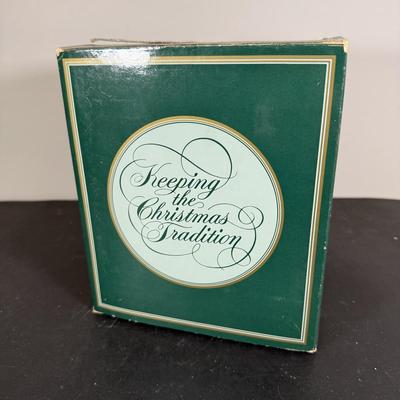 Keeping
the
Christmas
Tradition